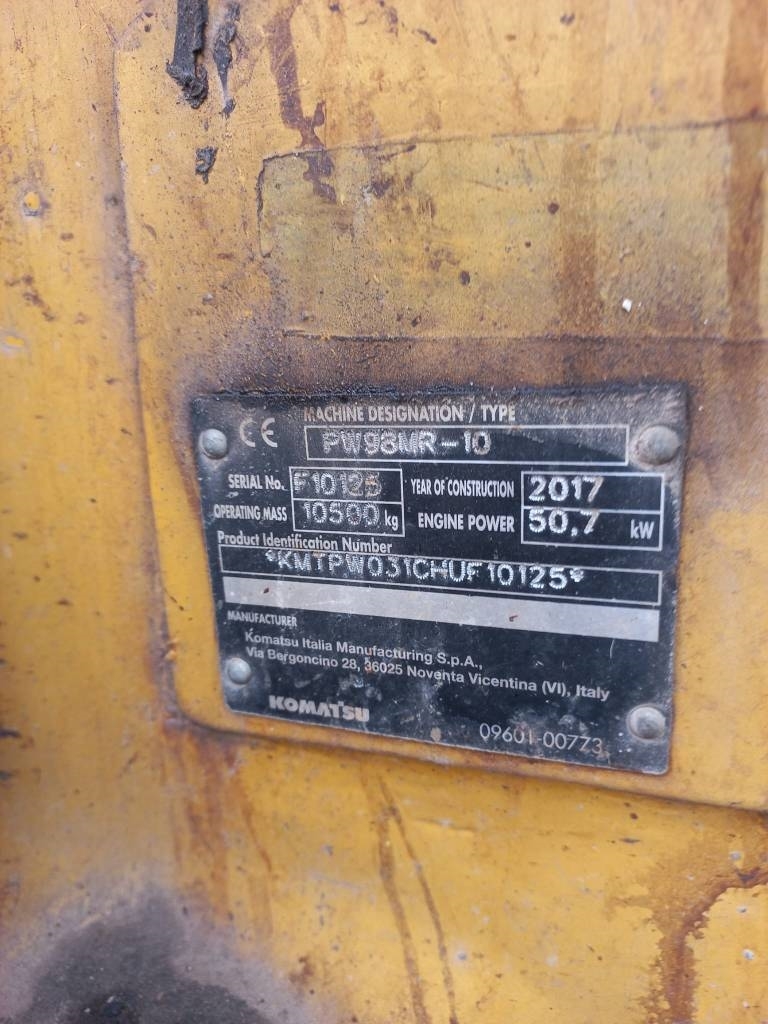 CE
MACHINE DESIGNATION / TYPE
PW98MR-10
SERIAL No. F10125 YEAR OF CONSTRUCTION 2017
OPERATING MASS 10500 kg ENGINE POWER 50,7 kW
Product Identification Number
*KMTPW031CHUF10125*
MANUFACTURER
Komatsu Italia Manufacturing S.p.A.,
Via Bergoncino 28, 36025 Noventa Vicentina (VI), Italy
KOMATSU
09601-00773